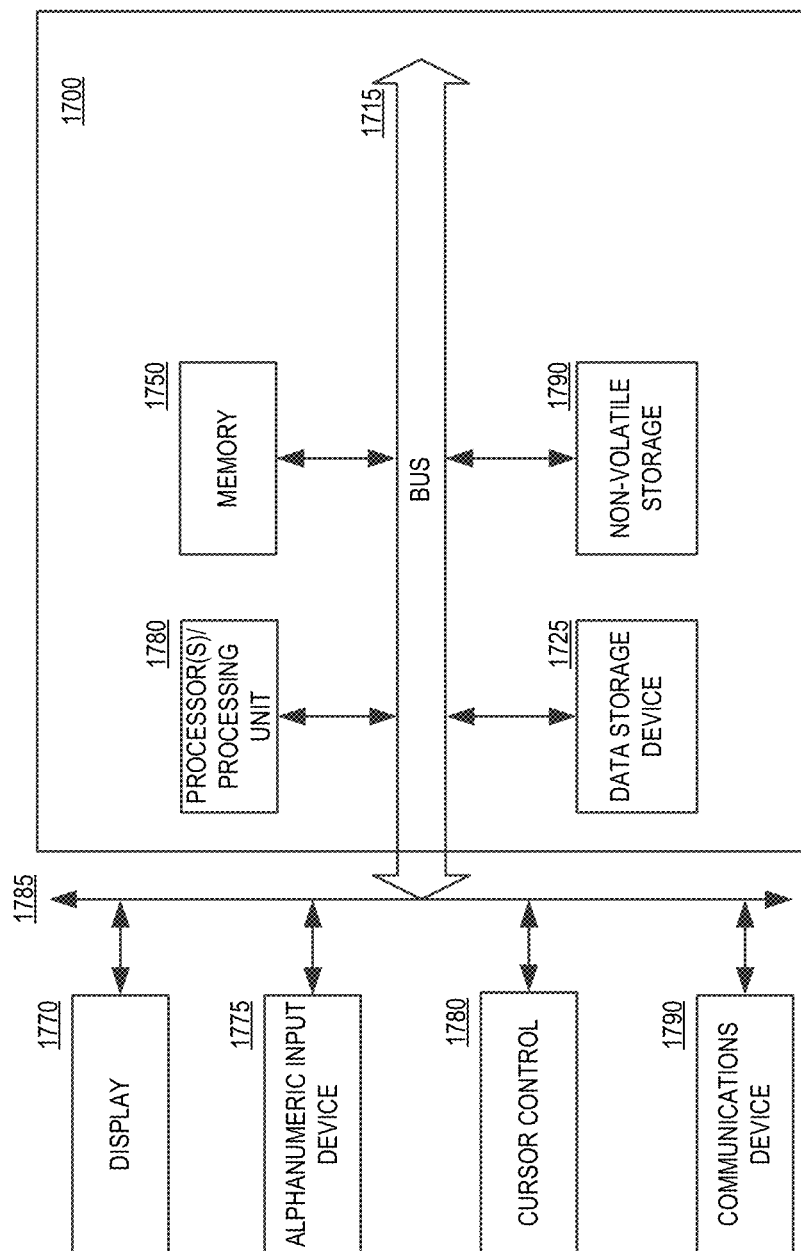 1700
1715
BUS
1750
MEMORY
1790
NON-VOLATILE
STORAGE
1780
PROCESSOR(S)/
PROCESSING
UNIT
1725
DATA STORAGE
DEVICE
1785
1770
DISPLAY
1775
ALPHANUMERIC INPUT
DEVICE
1780
CURSOR CONTROL
1790
COMMUNICATIONS
DEVICE